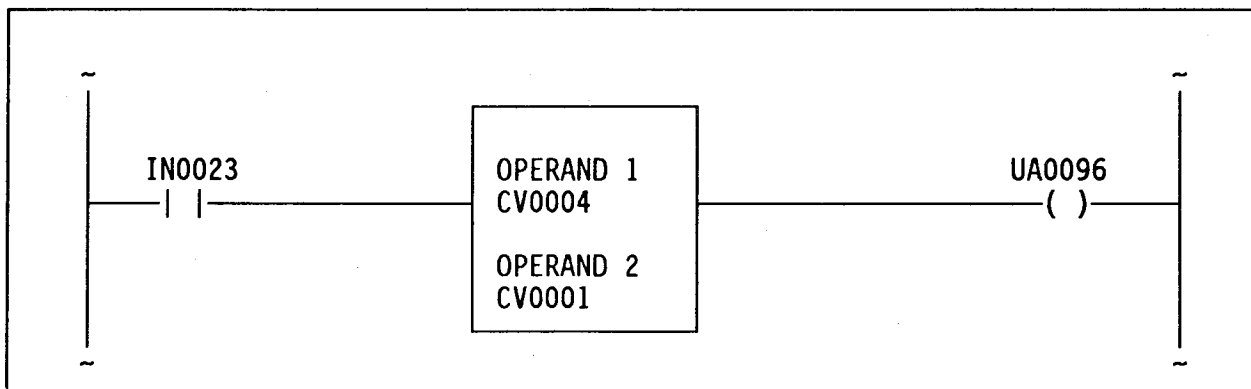 IN0023
OPERAND 1
CV0004
OPERAND 2
CV0001
UA0096
( )